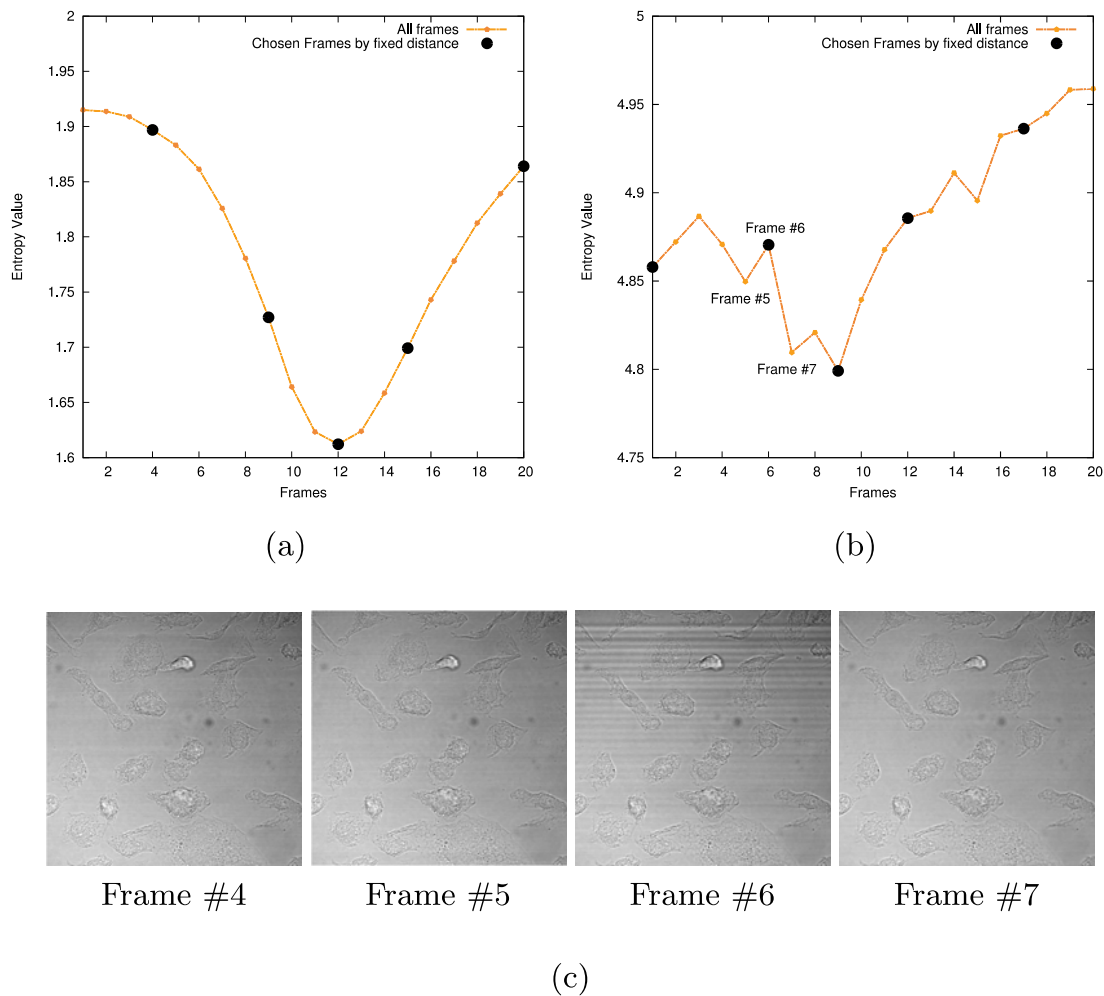 All frames
Chosen Frames by fixed distance
2
1.95
1.9
1.85
1.8
1.75
1.7
1.65
1.6
Entropy Value
2 4 6 8 10 12 14 16 18 20
Frames
(a)
All frames
Chosen Frames by fixed distance
5
4.95
4.9
4.85
4.8
4.75
Entropy Value
Frame #6
Frame #5
Frame #7
2 4 6 8 10 12 14 16 18 20
Frames
(b)
Frame #4 Frame #5 Frame #6 Frame #7
(c)